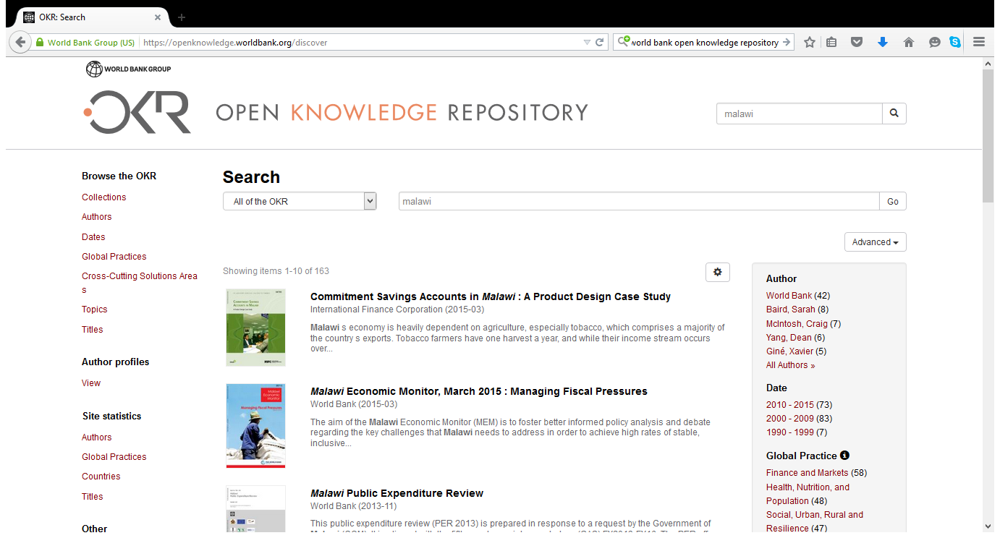 OKR: Search
World Bank Group (US)
https://openknowledge.worldbank.org/discover
world bank open knowledge repository
WORLD BANK GROUP
OKR OPEN KNOWLEDGE REPOSITORY
malawi
Browse the OKR
Collections
Authors
Dates
Global Practices
Cross-Cutting Solutions Area
s
Topics
Titles
Author profiles
View
Site statistics
Authors
Global Practices
Countries
Titles
Other
Search
All of the OKR
malawi
Go
Advanced
Showing items 1-10 of 163
COMMITMENT SAVINGS
ACCOUNTS IN MALAWI
Commitment Savings Accounts in Malawi : A Product Design Case Study
International Finance Corporation (2015-03)
Malawi s economy is heavily dependent on agriculture, especially tobacco, which comprises a majority of
the country s exports. Tobacco farmers have one harvest a year, and while their income stream occurs
over...
Malawi
Economic
Monitor
Managing Fiscal Pressures
Malawi Economic Monitor, March 2015 : Managing Fiscal Pressures
World Bank (2015-03)
The aim of the Malawi Economic Monitor (MEM) is to foster better informed policy analysis and debate
regarding the key challenges that Malawi needs to address in order to achieve high rates of stable,
inclusive...
Malawi Public Expenditure Review
World Bank (2013-11)
This public expenditure review (PER 2013) is prepared in response to a request by the Government of
Author
World Bank (42)
Baird, Sarah (8)
McIntosh, Craig (7)
Yang, Dean (6)
Giné, Xavier (5)
All Authors »
Date
2010 - 2015 (73)
2000 - 2009 (83)
1990 - 1999 (7)
Global Practice
Finance and Markets (58)
Health, Nutrition, and
Population (48)
Social, Urban, Rural and
Resilience (47)